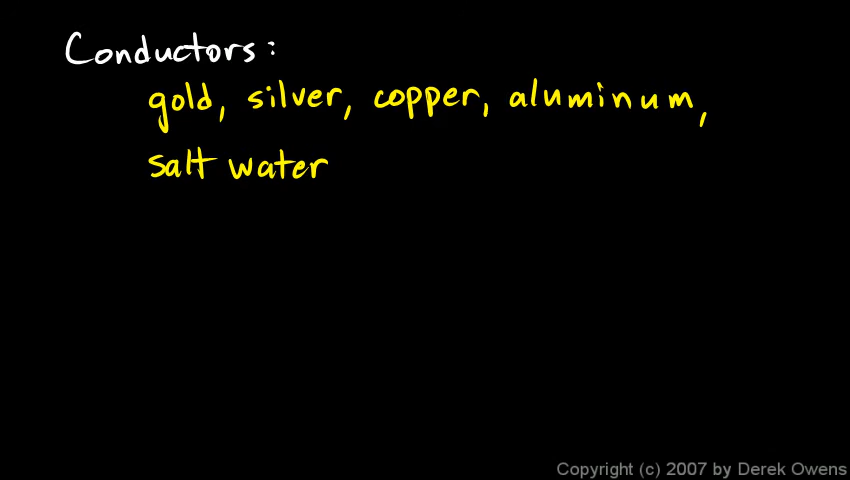 Conductors:
gold, silver, copper, aluminum,
salt water
Copyright (c) 2007 by Derek Owens